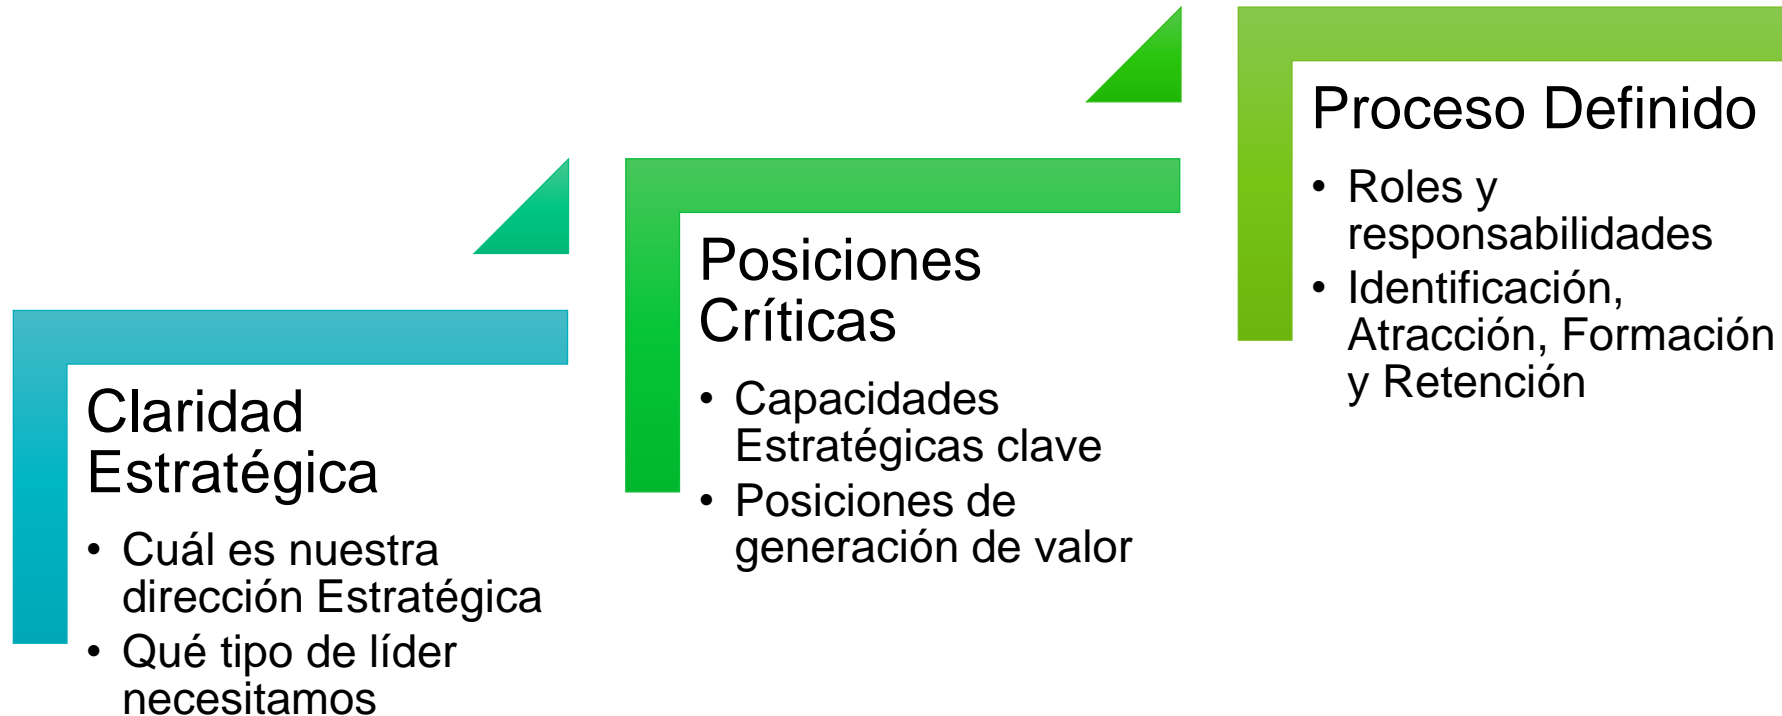 Claridad
Estratégica
• Cuál es nuestra
dirección Estratégica
• Qué tipo de líder
necesitamos
Posiciones
Críticas
• Capacidades
Estratégicas clave
• Posiciones de
generación de valor
Proceso Definido
• Roles y
responsabilidades
• Identificación,
Atracción, Formación
y Retención